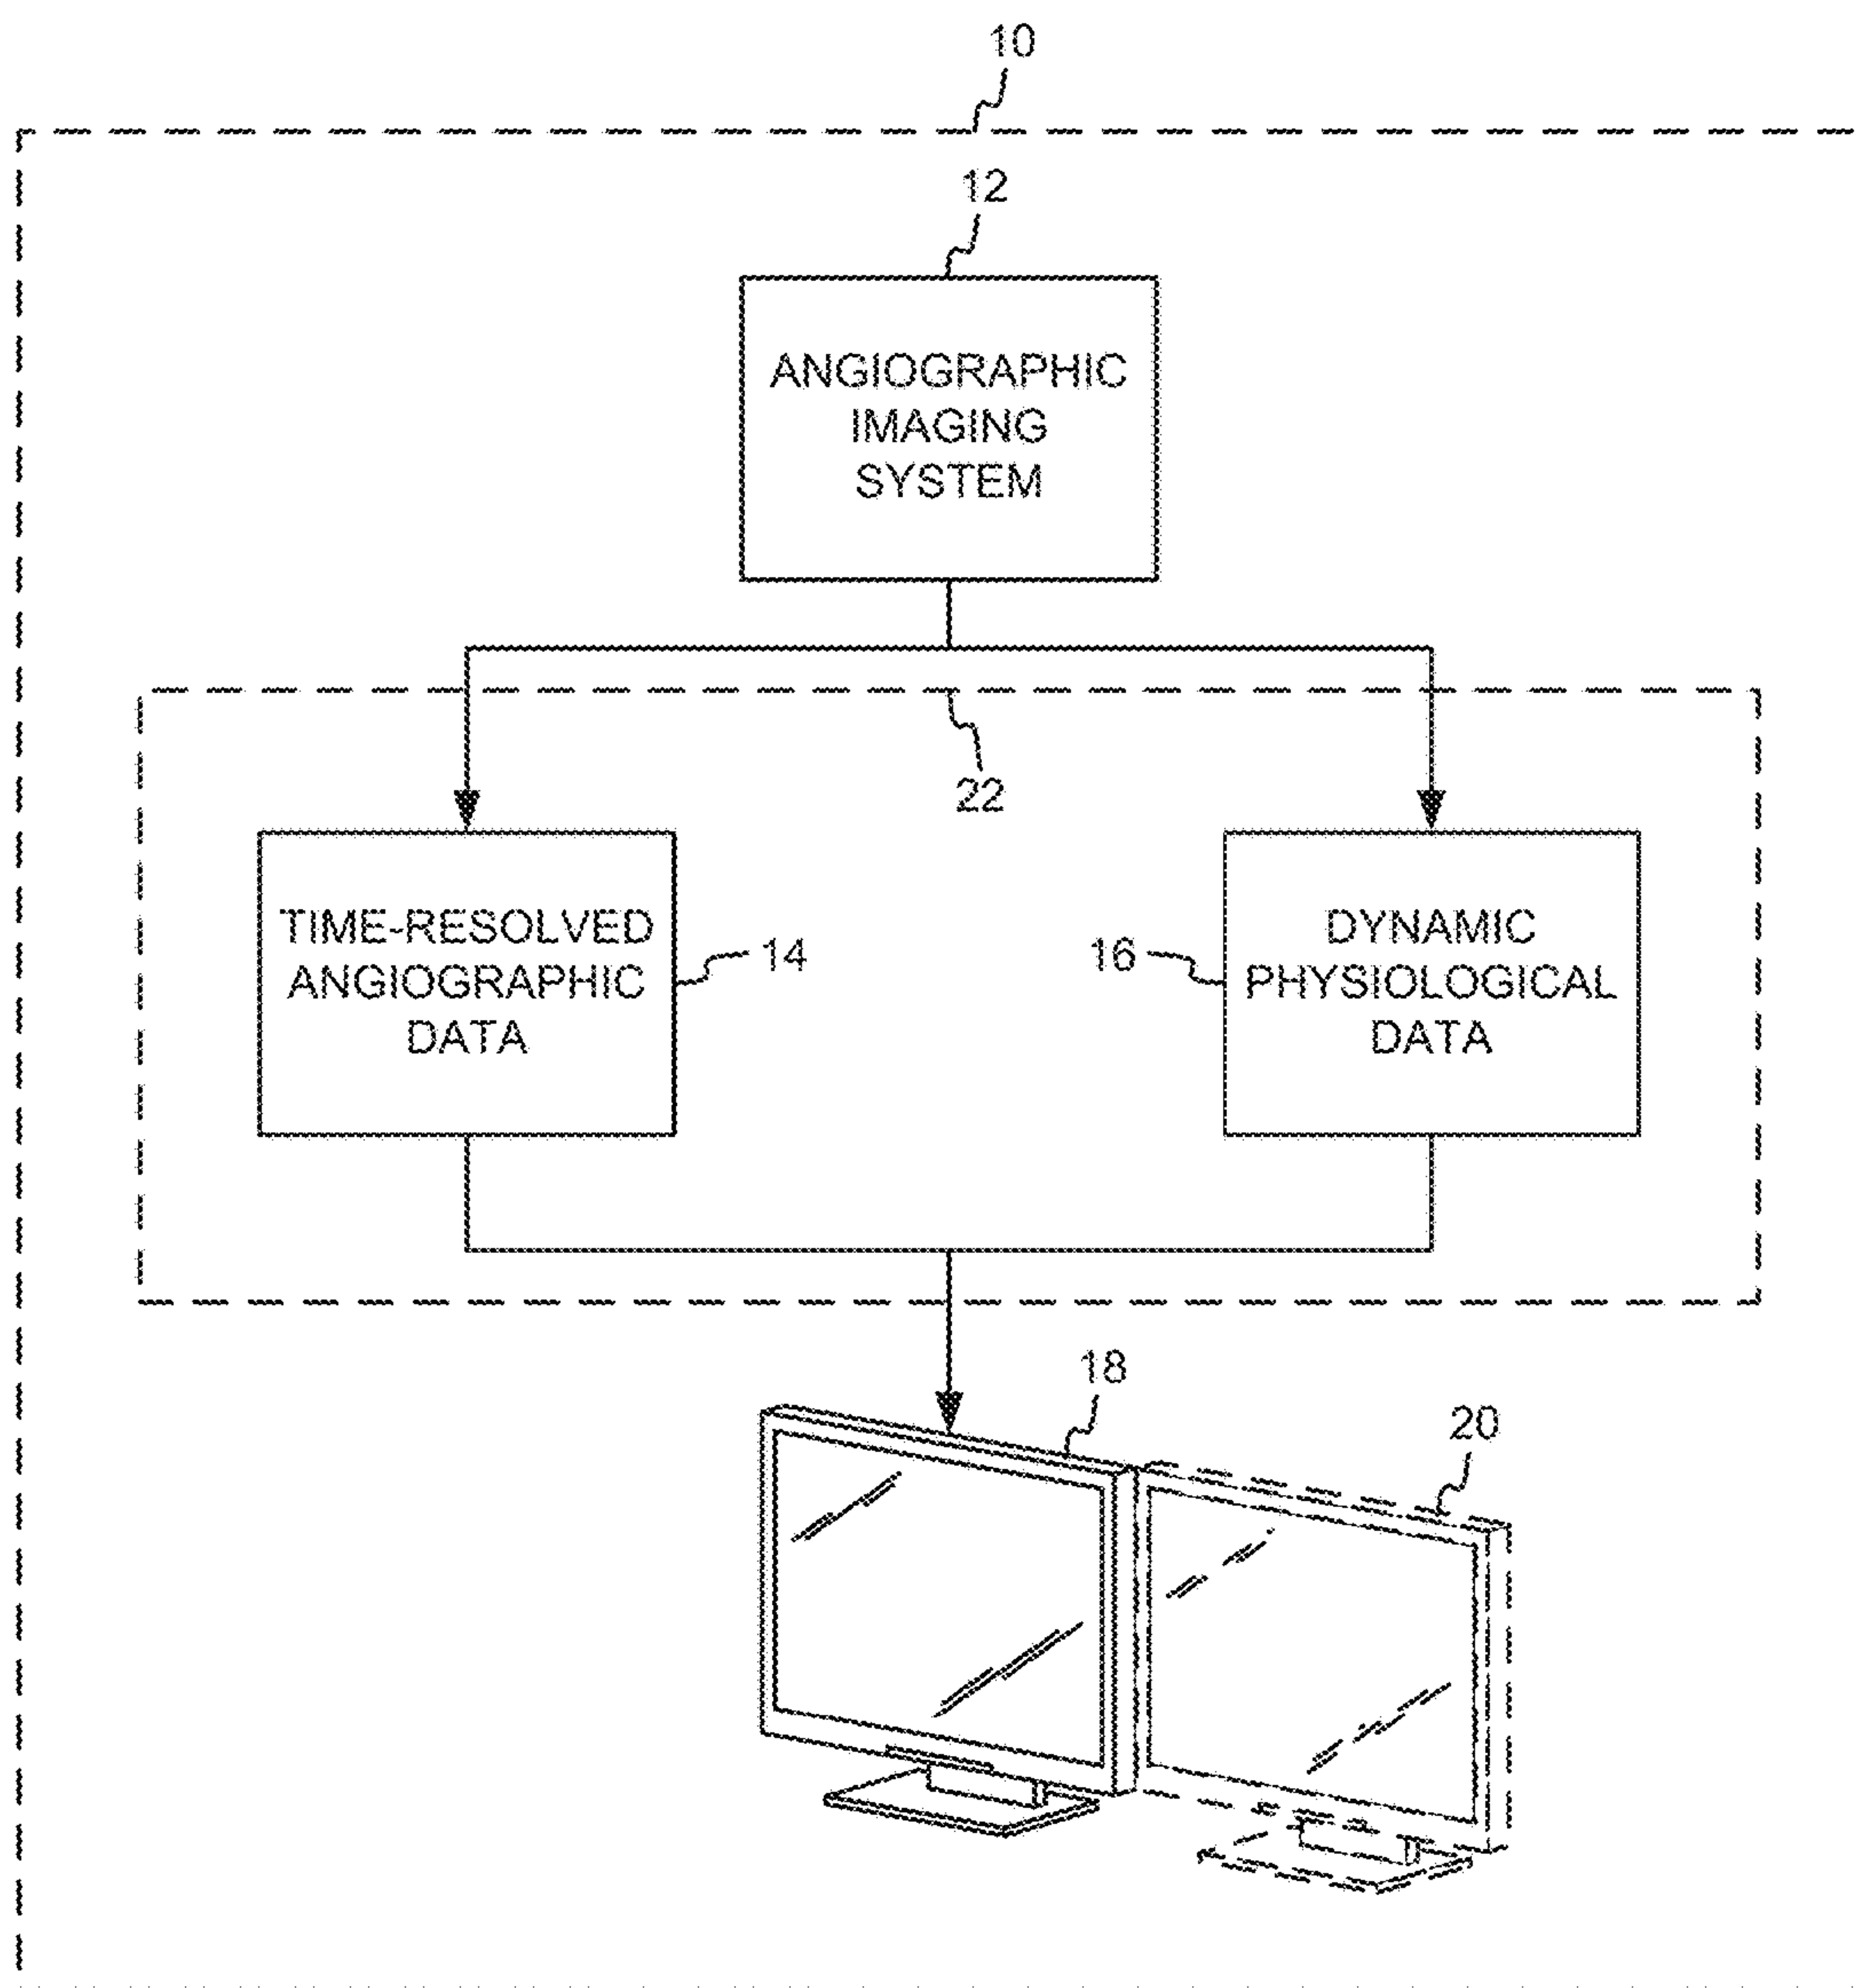 10
12
ANGIOGRAPHIC
IMAGING
SYSTEM
22
TIME-RESOLVED
ANGIOGRAPHIC
DATA
14
16
DYNAMIC
PHYSIOLOGICAL
DATA
18
20